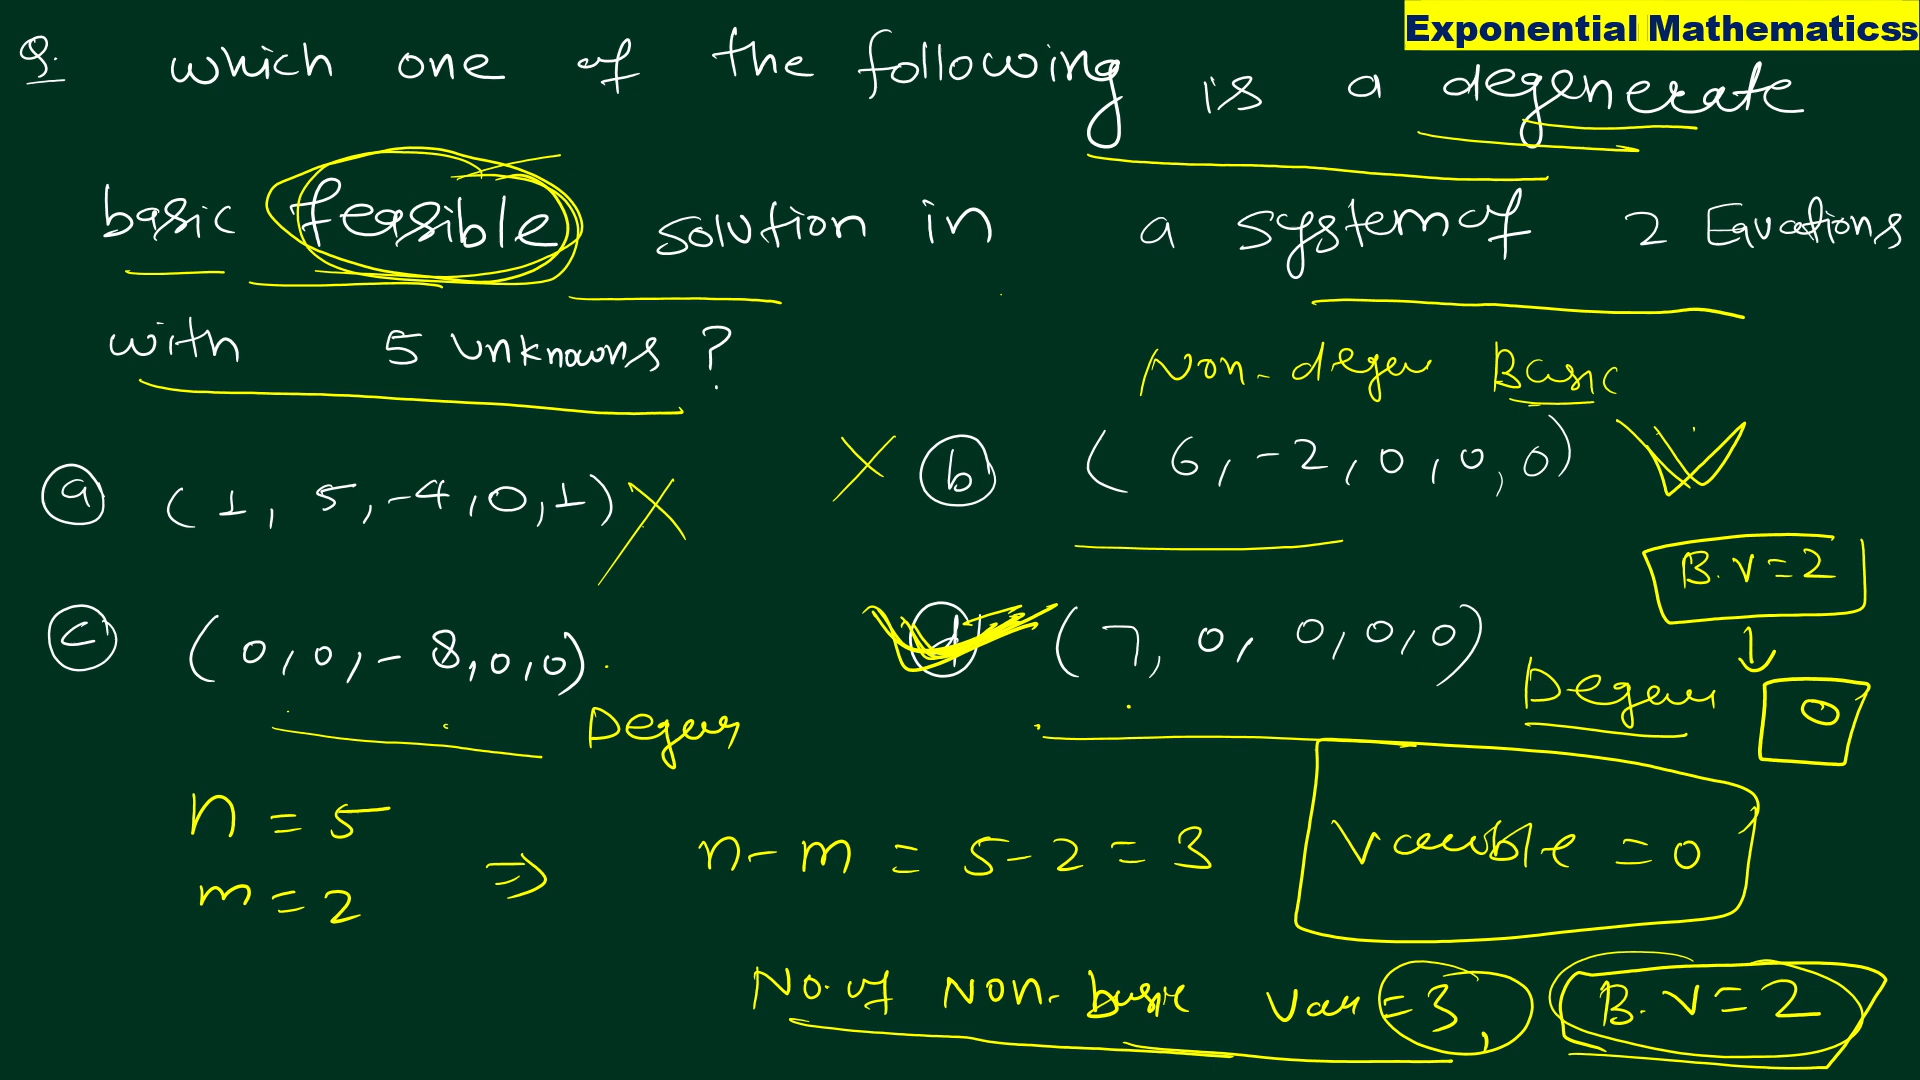 Exponential Mathematicss
Q. which one of the following is a degenerate
basic feasible solution in a system of 2 Equations
with 5 unknowns ?
Non-degen Basic
(a) (1, 5, -4, 0, 1)
(b) (6, -2, 0, 0, 0)
B.V = 2
(c) (0, 0, -8, 0, 0).
(d) (7, 0, 0, 0, 0)
Degen
Degen
0
n = 5
m = 2
⇒ n-m = 5-2 = 3
Variable = 0
No. of Non-basic Var = 3, B.V = 2